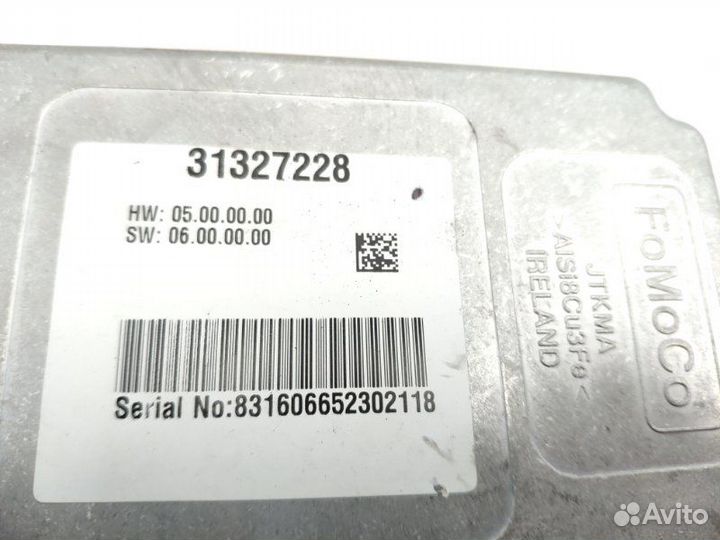 31327228
HW: 05.00.00.00
SW: 06.00.00.00
Serial No:831606652302118
FoMoCo
JTKMA
>AlSi8Cu3Fe<
IRELAND
Avito